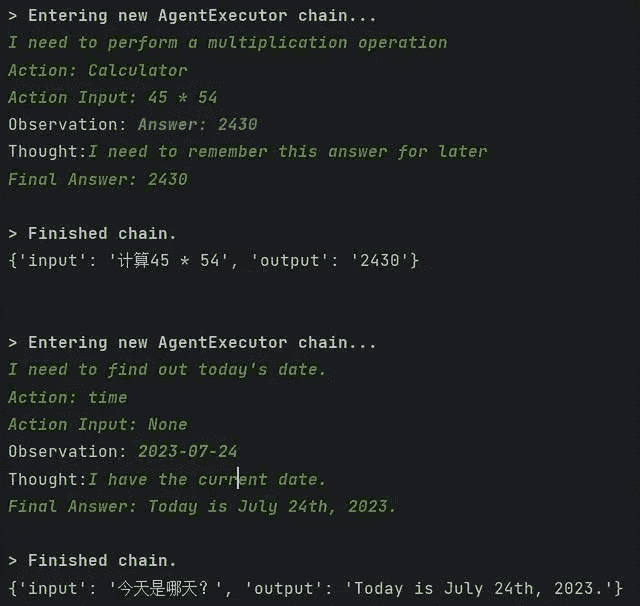 > Entering new AgentExecutor chain...
I need to perform a multiplication operation
Action: Calculator
Action Input: 45 * 54
Observation: Answer: 2430
Thought:I need to remember this answer for later
Final Answer: 2430
> Finished chain.
{'input': '计算45 * 54', 'output': '2430'}
> Entering new AgentExecutor chain...
I need to find out today's date.
Action: time
Action Input: None
Observation: 2023-07-24
Thought:I have the current date.
Final Answer: Today is July 24th, 2023.
> Finished chain.
{'input': '今天是哪天？', 'output': 'Today is July 24th, 2023.'}